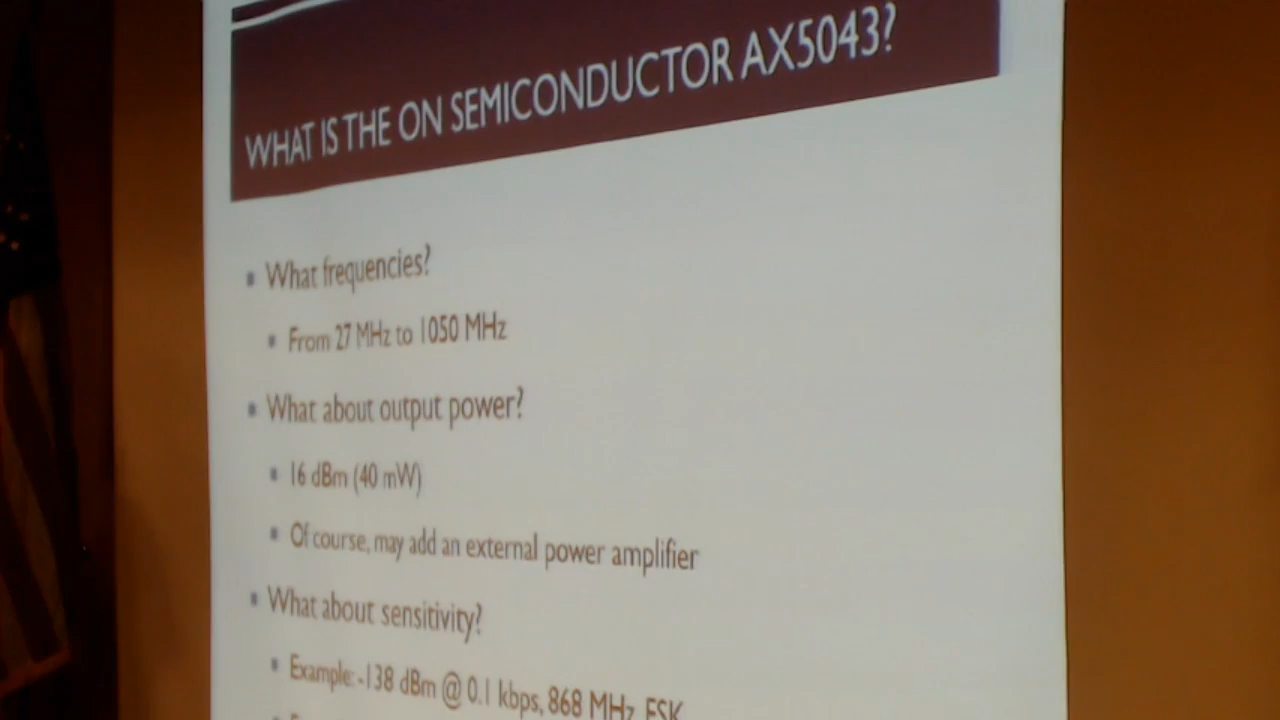 WHAT IS THE ON SEMICONDUCTOR AX5043?
What frequencies?
From 27 MHz to 1050 MHz
What about output power?
16 dBm (40 mW)
Of course, may add an external power amplifier
What about sensitivity?
Example: -138 dBm @ 0.1 kbps, 868 MHz, FSK